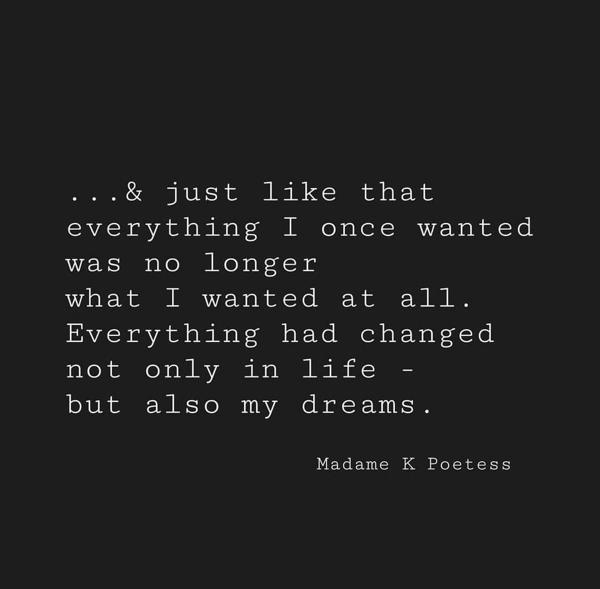 ...& just like that
everything I once wanted
was no longer
what I wanted at all.
Everything had changed
not only in life -
but also my dreams.
Madame K Poetess